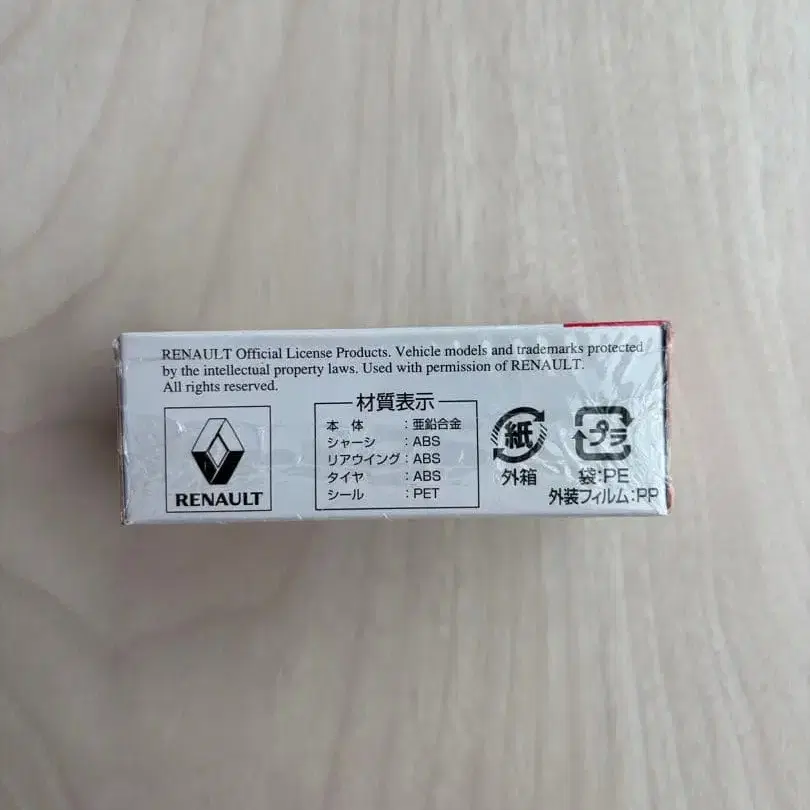 RENAULT Official License Products. Vehicle models and trademarks protected
by the intellectual property laws. Used with permission of RENAULT.
All rights reserved.
RENAULT
材質表示
本体:亜鉛合金
シャーシ:ABS
リアウイング:ABS
タイヤ:ABS
シール:PET
紙
外箱
プラ
袋:PE
外装フィルム:PP